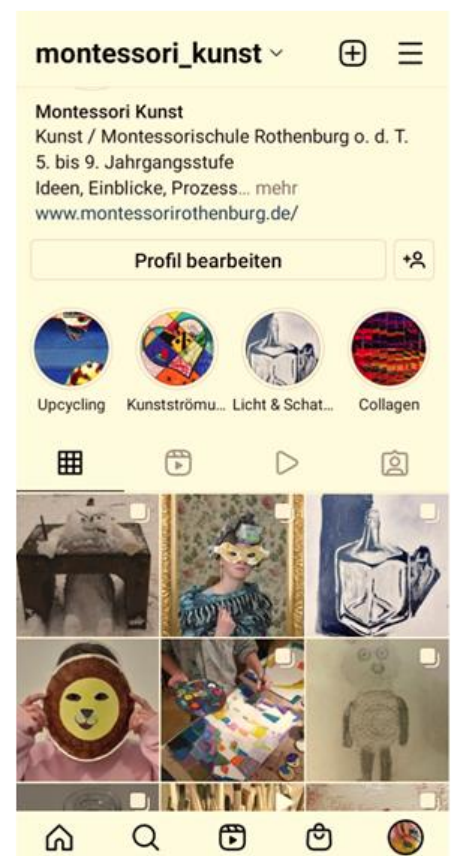 montessori_kunst
Montessori Kunst
Kunst / Montessorischule Rothenburg o. d. T.
5. bis 9. Jahrgangsstufe
Ideen, Einblicke, Prozess... mehr
www.montessorirothenburg.de/
Profil bearbeiten
Upcycling Kunstströmu... Licht & Schat... Collagen